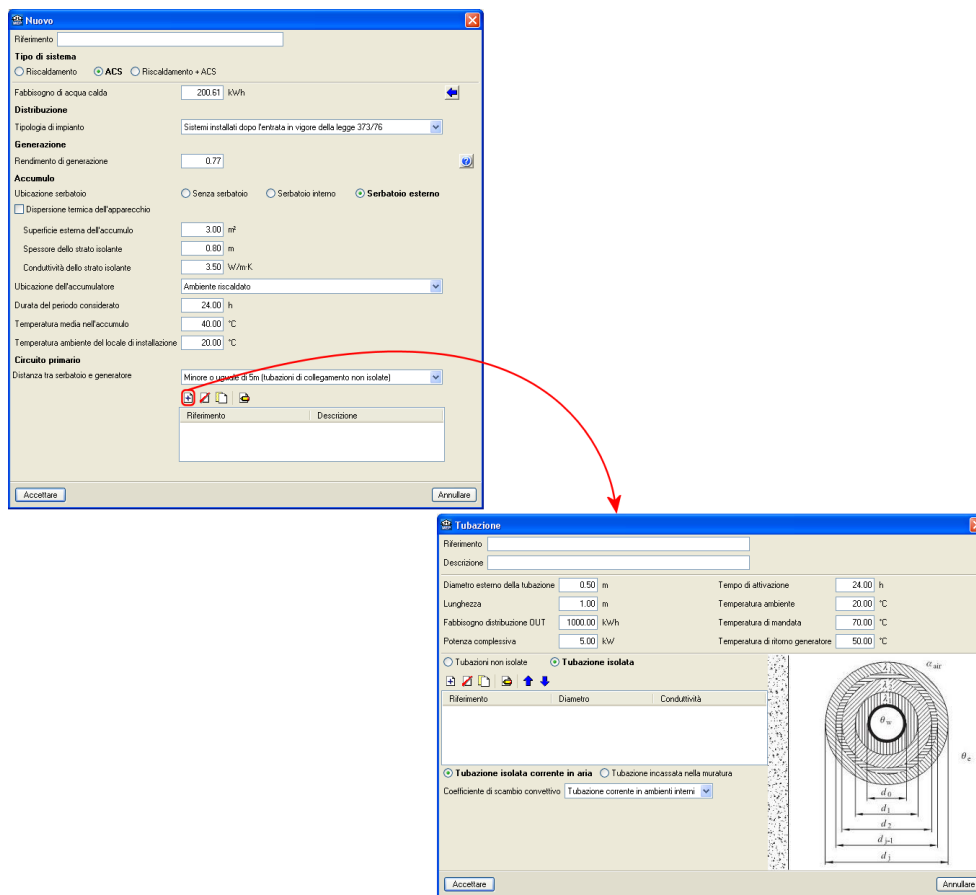 Nuovo
Riferimento
Tipo di sistema
Riscaldamento ACS Riscaldamento + ACS
Fabbisogno di acqua calda 200.61 kWh
Distribuzione
Tipologia di impianto Sistemi installati dopo l'entrata in vigore della legge 373/76
Generazione
Rendimento di generazione 0.77
Accumulo
Ubicazione serbatoio Senza serbatoio Serbatoio interno Serbatoio esterno
Dispersione termica dell'apparecchio
Superficie esterna dell'accumulo 3.00 m²
Spessore dello strato isolante 0.80 m
Conduttività dello strato isolante 3.50 W/m·K
Ubicazione dell'accumulatore Ambiente riscaldato
Durata del periodo considerato 24.00 h
Temperatura media nell'accumulo 40.00 °C
Temperatura ambiente del locale di installazione 20.00 °C
Circuito primario
Distanza tra serbatoio e generatore Minore o uguale di 5m (tubazioni di collegamento non isolate)
Riferimento Descrizione
Accettare Annullare
Tubazione
Riferimento
Descrizione
Diametro esterno della tubazione 0.50 m Tempo di attivazione 24.00 h
Lunghezza 1.00 m Temperatura ambiente 20.00 °C
Fabbisogno distribuzione OUT 1000.00 kWh Temperatura di mandata 70.00 °C
Potenza complessiva 5.00 kW Temperatura di ritorno generatore 50.00 °C
Tubazioni non isolate Tubazione isolata
Riferimento Diametro Conduttività
Tubazione isolata corrente in aria Tubazione incassata nella muratura
Coefficiente di scambio convettivo Tubazione corrente in ambienti interni
α air
θ w
θ e
d 0
d 1
d 2
d j-1
d j
Accettare Annullare